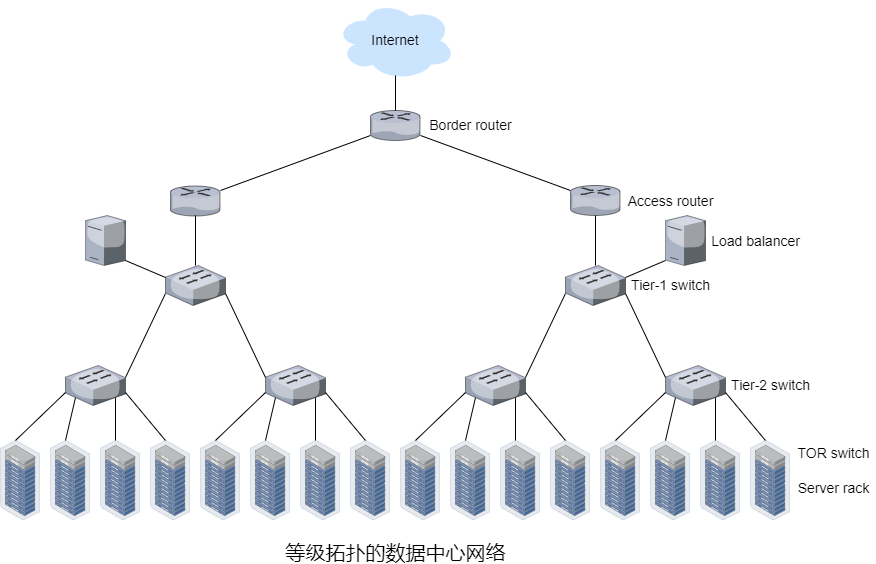 Internet
Border router
Access router
Load balancer
Tier-1 switch
Tier-2 switch
TOR switch
Server rack
等级拓扑的数据中心网络